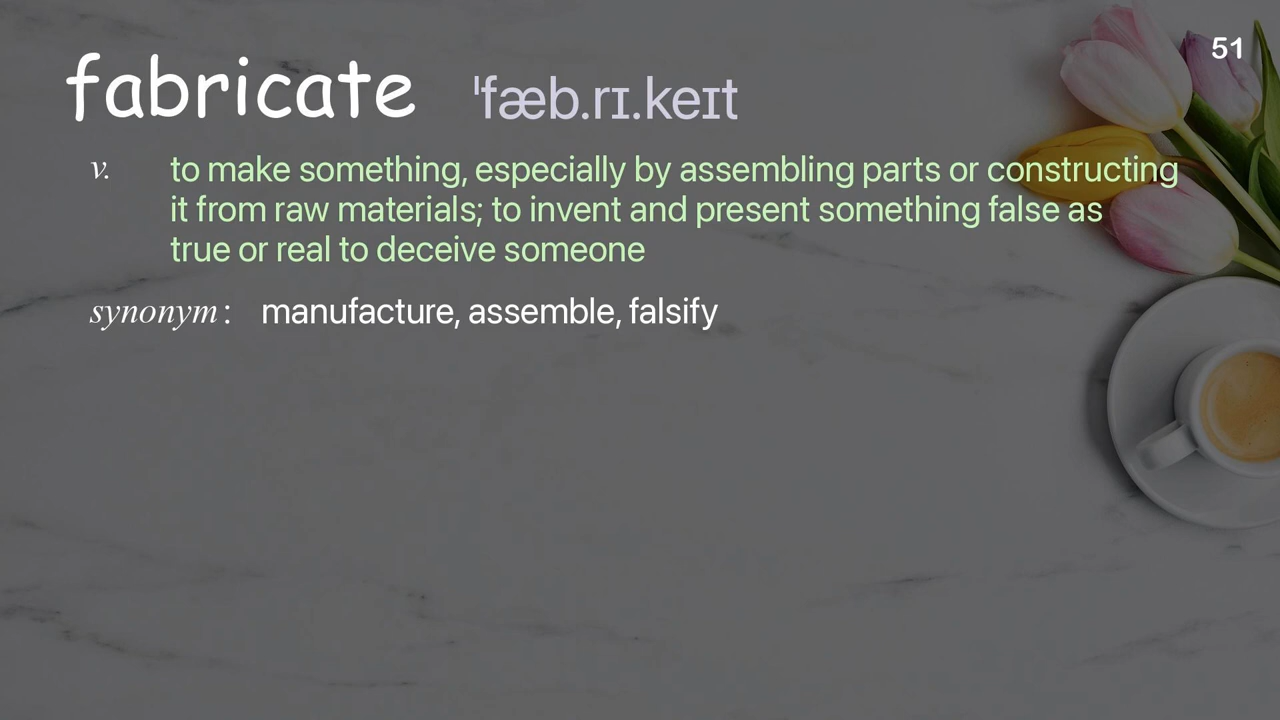 51
fabricate ˈfæb.rɪ.keɪt
v. to make something, especially by assembling parts or constructing
it from raw materials; to invent and present something false as
true or real to deceive someone
synonym : manufacture, assemble, falsify